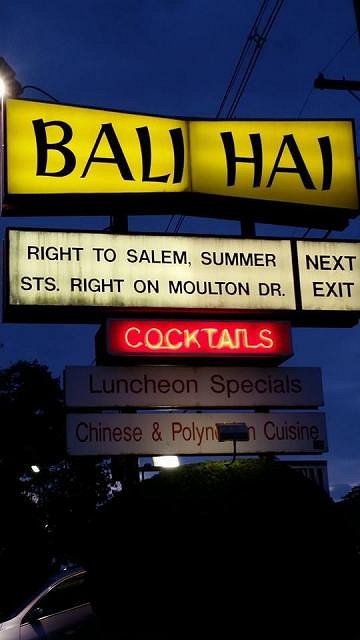 BALI HAI
RIGHT TO SALEM, SUMMER
STS. RIGHT ON MOULTON DR.
NEXT
EXIT
COCKTAILS
Luncheon Specials
Chinese & Cuisine